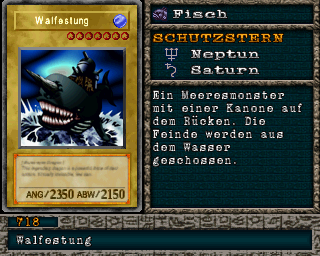 Walfestung
Fisch
SCHUTZSTERN
Neptun
Saturn
Ein Meeresmonster
mit einer Kanone auf
dem Rücken. Die
Feinde werden aus
dem Wasser
geschossen.
ANG/2350 ABW/2150
718
Walfestung